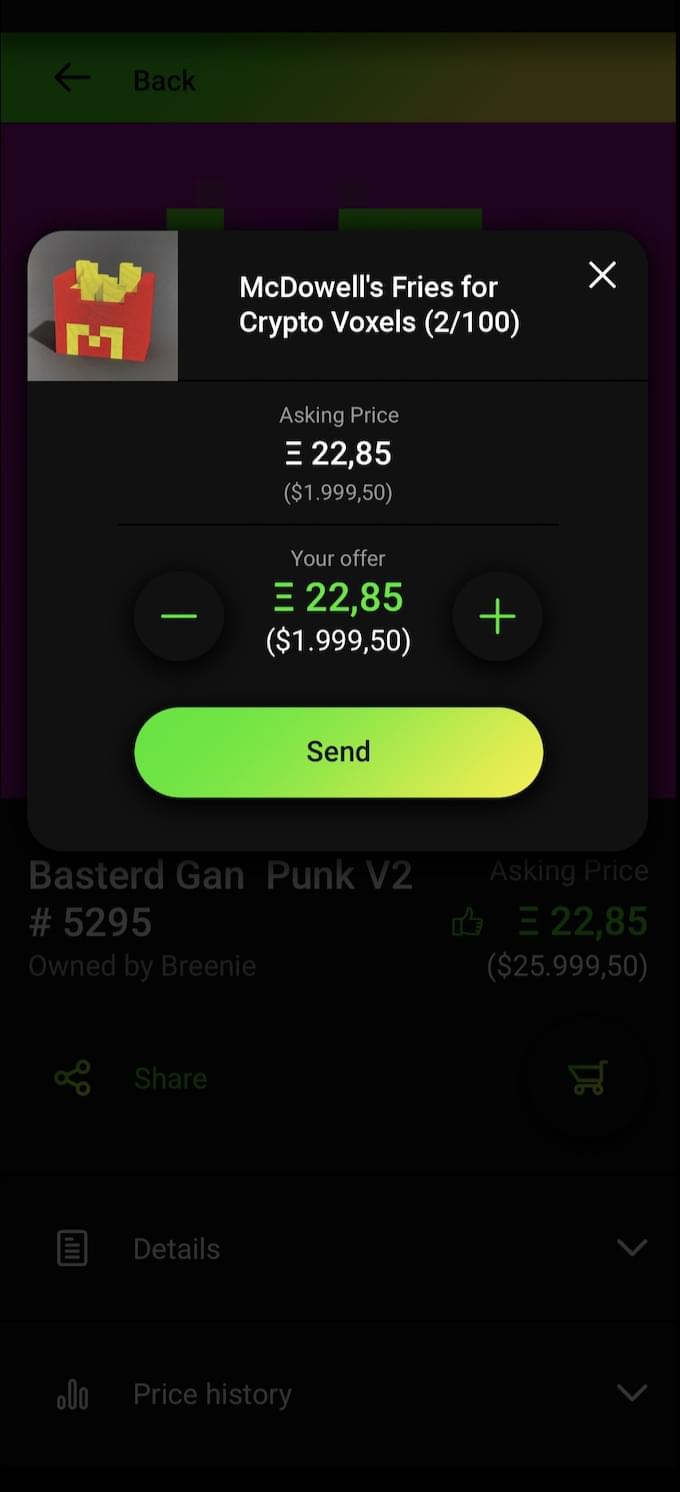 Back
McDowell's Fries for
Crypto Voxels (2/100)
Asking Price
Ξ 22,85
($1.999,50)
Your offer
Ξ 22,85
($1.999,50)
Send
Basterd Gan Punk V2
# 5295
Owned by Breenie
Asking Price
Ξ 22,85
($25.999,50)
Share
Details
Price history